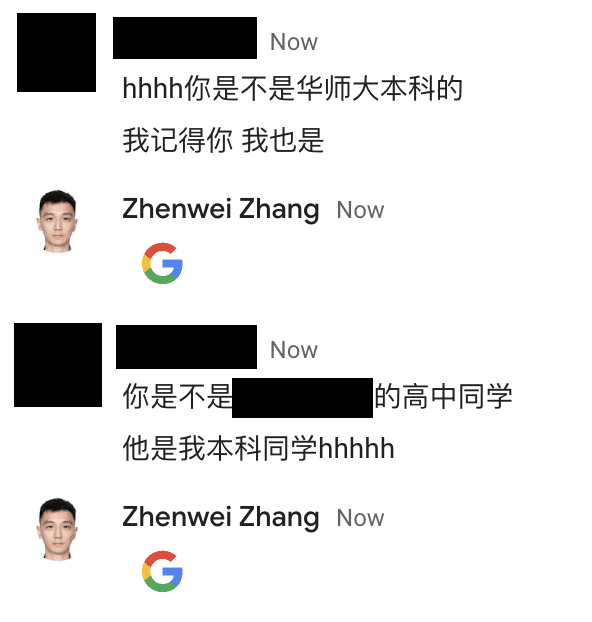 Now
hhhh你是不是华师大本科的
我记得你 我也是
Zhenwei Zhang Now
Now
你是不是的高中同学
他是我本科同学hhhhh
Zhenwei Zhang Now